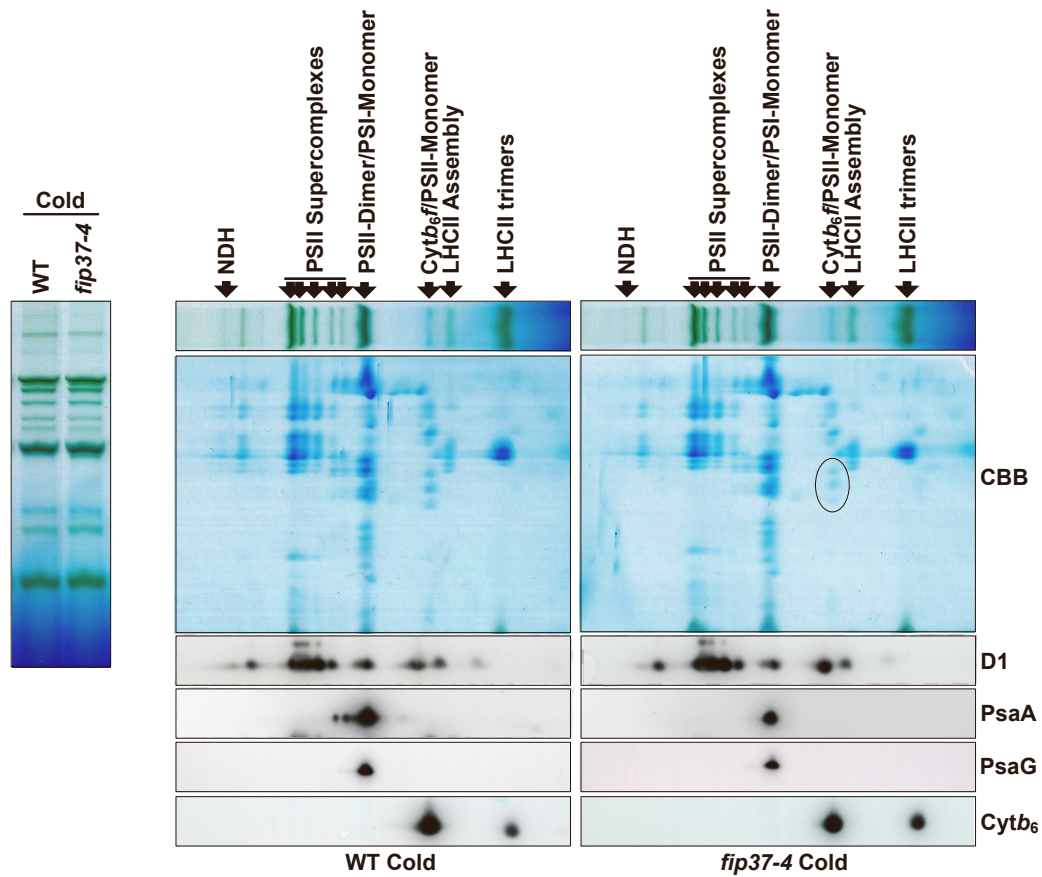 Cold
WT
fip37-4
NDH
PSII Supercomplexes
PSII-Dimer/PSI-Monomer
Cytb₆f/PSII-Monomer
LHCII Assembly
LHCII trimers
NDH
PSII Supercomplexes
PSII-Dimer/PSI-Monomer
Cytb₆f/PSII-Monomer
LHCII Assembly
LHCII trimers
CBB
D1
PsaA
PsaG
Cytb₆
WT Cold
fip37-4 Cold